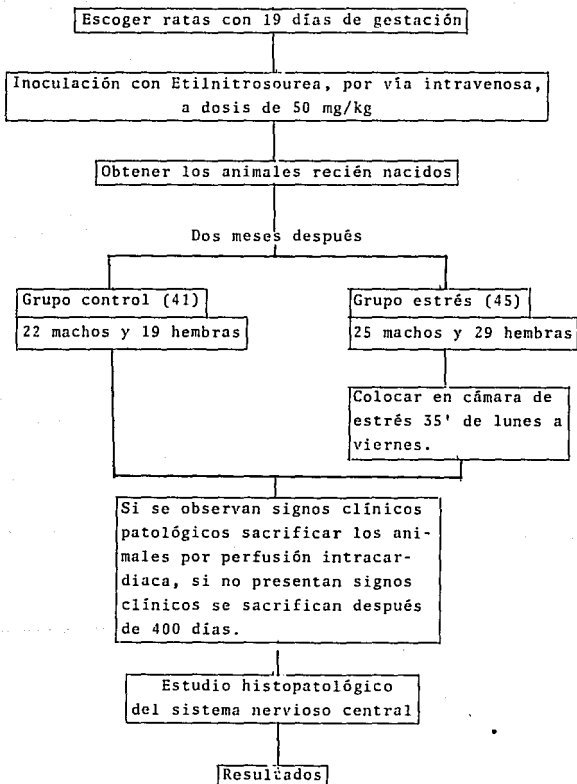 Escoger ratas con 19 días de gestación
Inoculación con Etilnitrosourea, por vía intravenosa,
a dosis de 50 mg/kg
Obtener los animales recién nacidos
Dos meses después
Grupo control (41)
22 machos y 19 hembras
Grupo estrés (45)
25 machos y 29 hembras
Colocar en cámara de
estrés 35' de lunes a
viernes.
Si se observan signos clínicos
patológicos sacrificar los ani-
males por perfusión intracar-
diaca, si no presentan signos
clínicos se sacrifican después
de 400 días.
Estudio histopatológico
del sistema nervioso central
Resultados